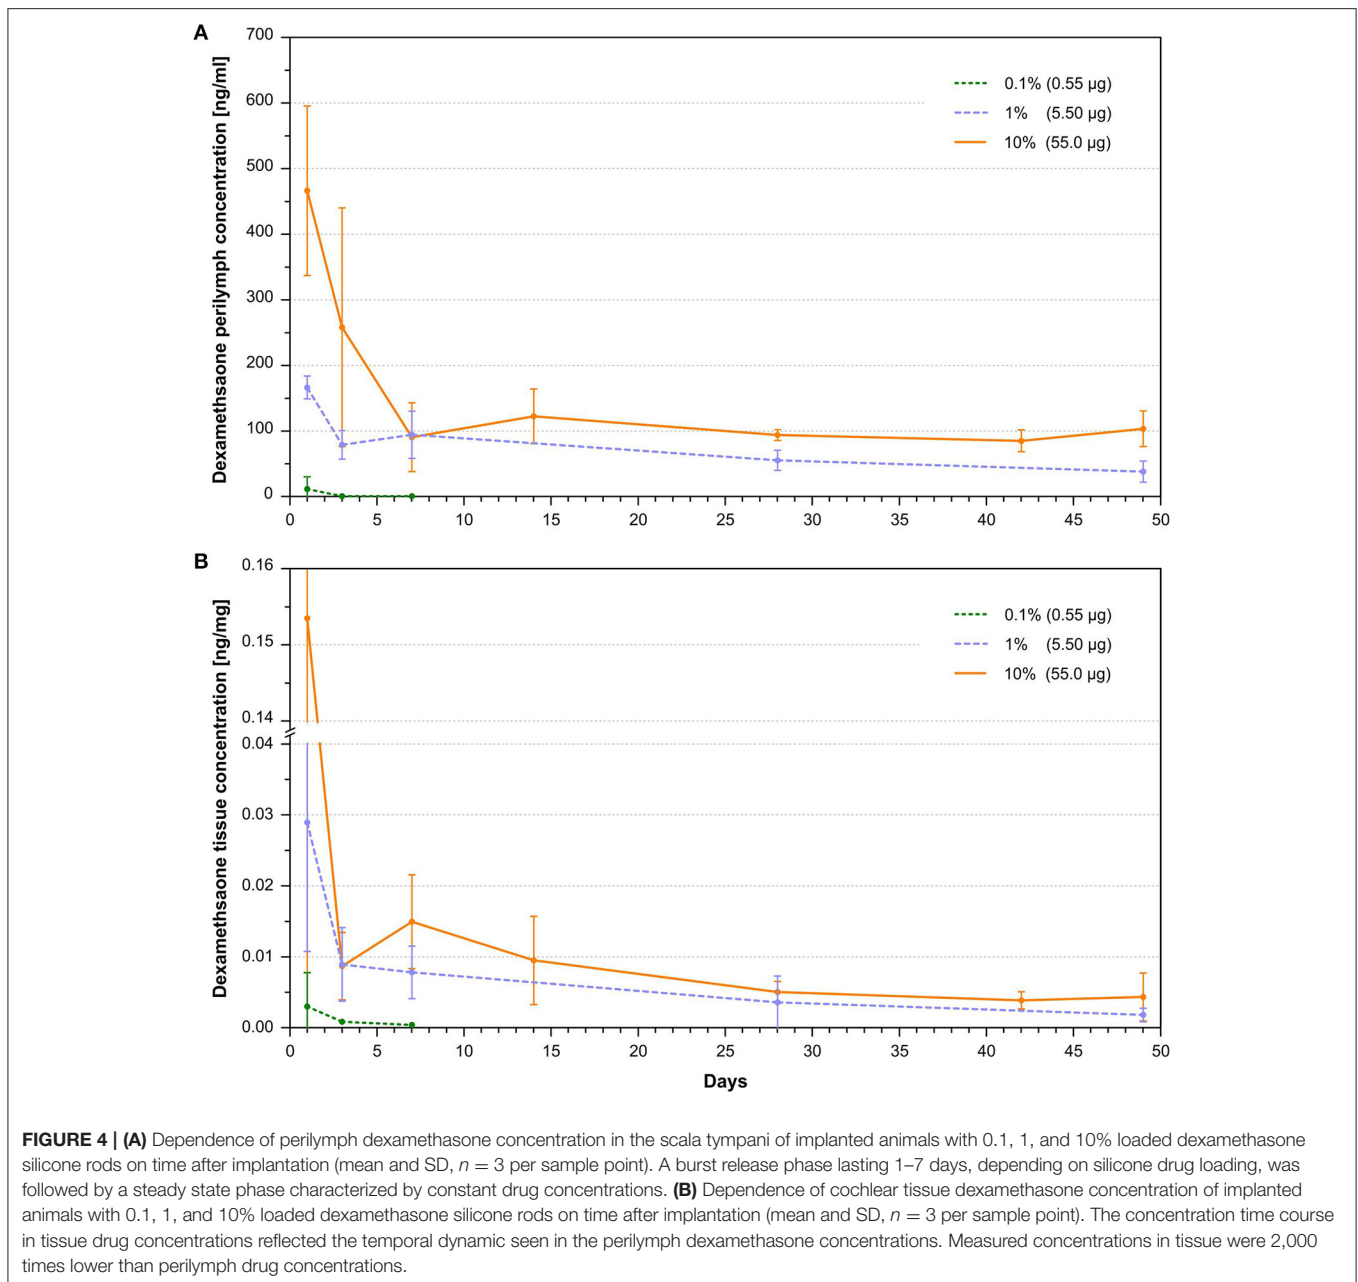 A
Dexamethsaone perilymph concentration [ng/ml]
700
600
500
400
300
200
100
0
0.1% (0.55 µg)
1% (5.50 µg)
10% (55.0 µg)
0 5 10 15 20 25 30 35 40 45 50
B
Dexamethsaone tissue concentration [ng/mg]
0.16
0.15
0.14
0.04
0.03
0.02
0.01
0.00
0.1% (0.55 µg)
1% (5.50 µg)
10% (55.0 µg)
0 5 10 15 20 25 30 35 40 45 50
Days
FIGURE 4 | (A) Dependence of perilymph dexamethasone concentration in the scala tympani of implanted animals with 0.1, 1, and 10% loaded dexamethasone
silicone rods on time after implantation (mean and SD, n = 3 per sample point). A burst release phase lasting 1–7 days, depending on silicone drug loading, was
followed by a steady state phase characterized by constant drug concentrations. (B) Dependence of cochlear tissue dexamethasone concentration of implanted
animals with 0.1, 1, and 10% loaded dexamethasone silicone rods on time after implantation (mean and SD, n = 3 per sample point). The concentration time course
in tissue drug concentrations reflected the temporal dynamic seen in the perilymph dexamethasone concentrations. Measured concentrations in tissue were 2,000
times lower than perilymph drug concentrations.